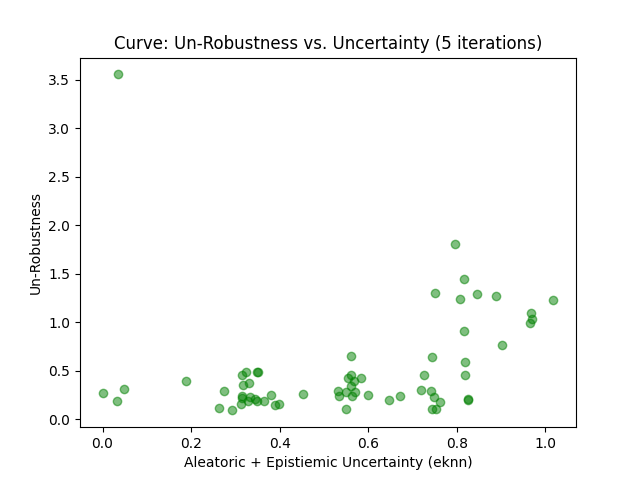 Curve: Un-Robustness vs. Uncertainty (5 iterations)
3.5
3.0
2.5
2.0
1.5
1.0
0.5
0.0
Un-Robustness
0.0 0.2 0.4 0.6 0.8 1.0
Aleatoric + Epistiemic Uncertainty (eknn)